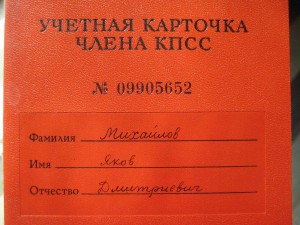 УЧЕТНАЯ КАРТОЧКА
ЧЛЕНА КПСС
№ 09905652
Фамилия Михайлов
Имя Яков
Отчество Дмитриевич